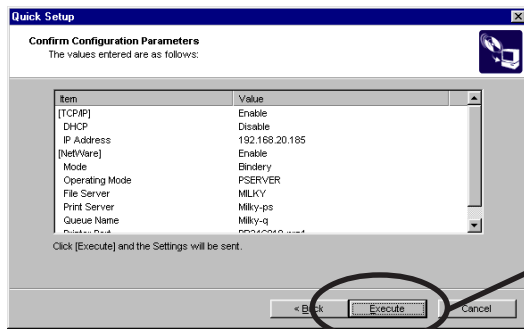 Quick Setup
Confirm Configuration Parameters
The values entered are as follows:
Item Value
[TCP/IP] Enable
DHCP Disable
IP Address 192.168.20.185
[NetWare] Enable
Mode Bindery
Operating Mode PSERVER
File Server MILKY
Print Server Milky-ps
Queue Name Milky-q
Click [Execute] and the Settings will be sent.
« Back Execute Cancel